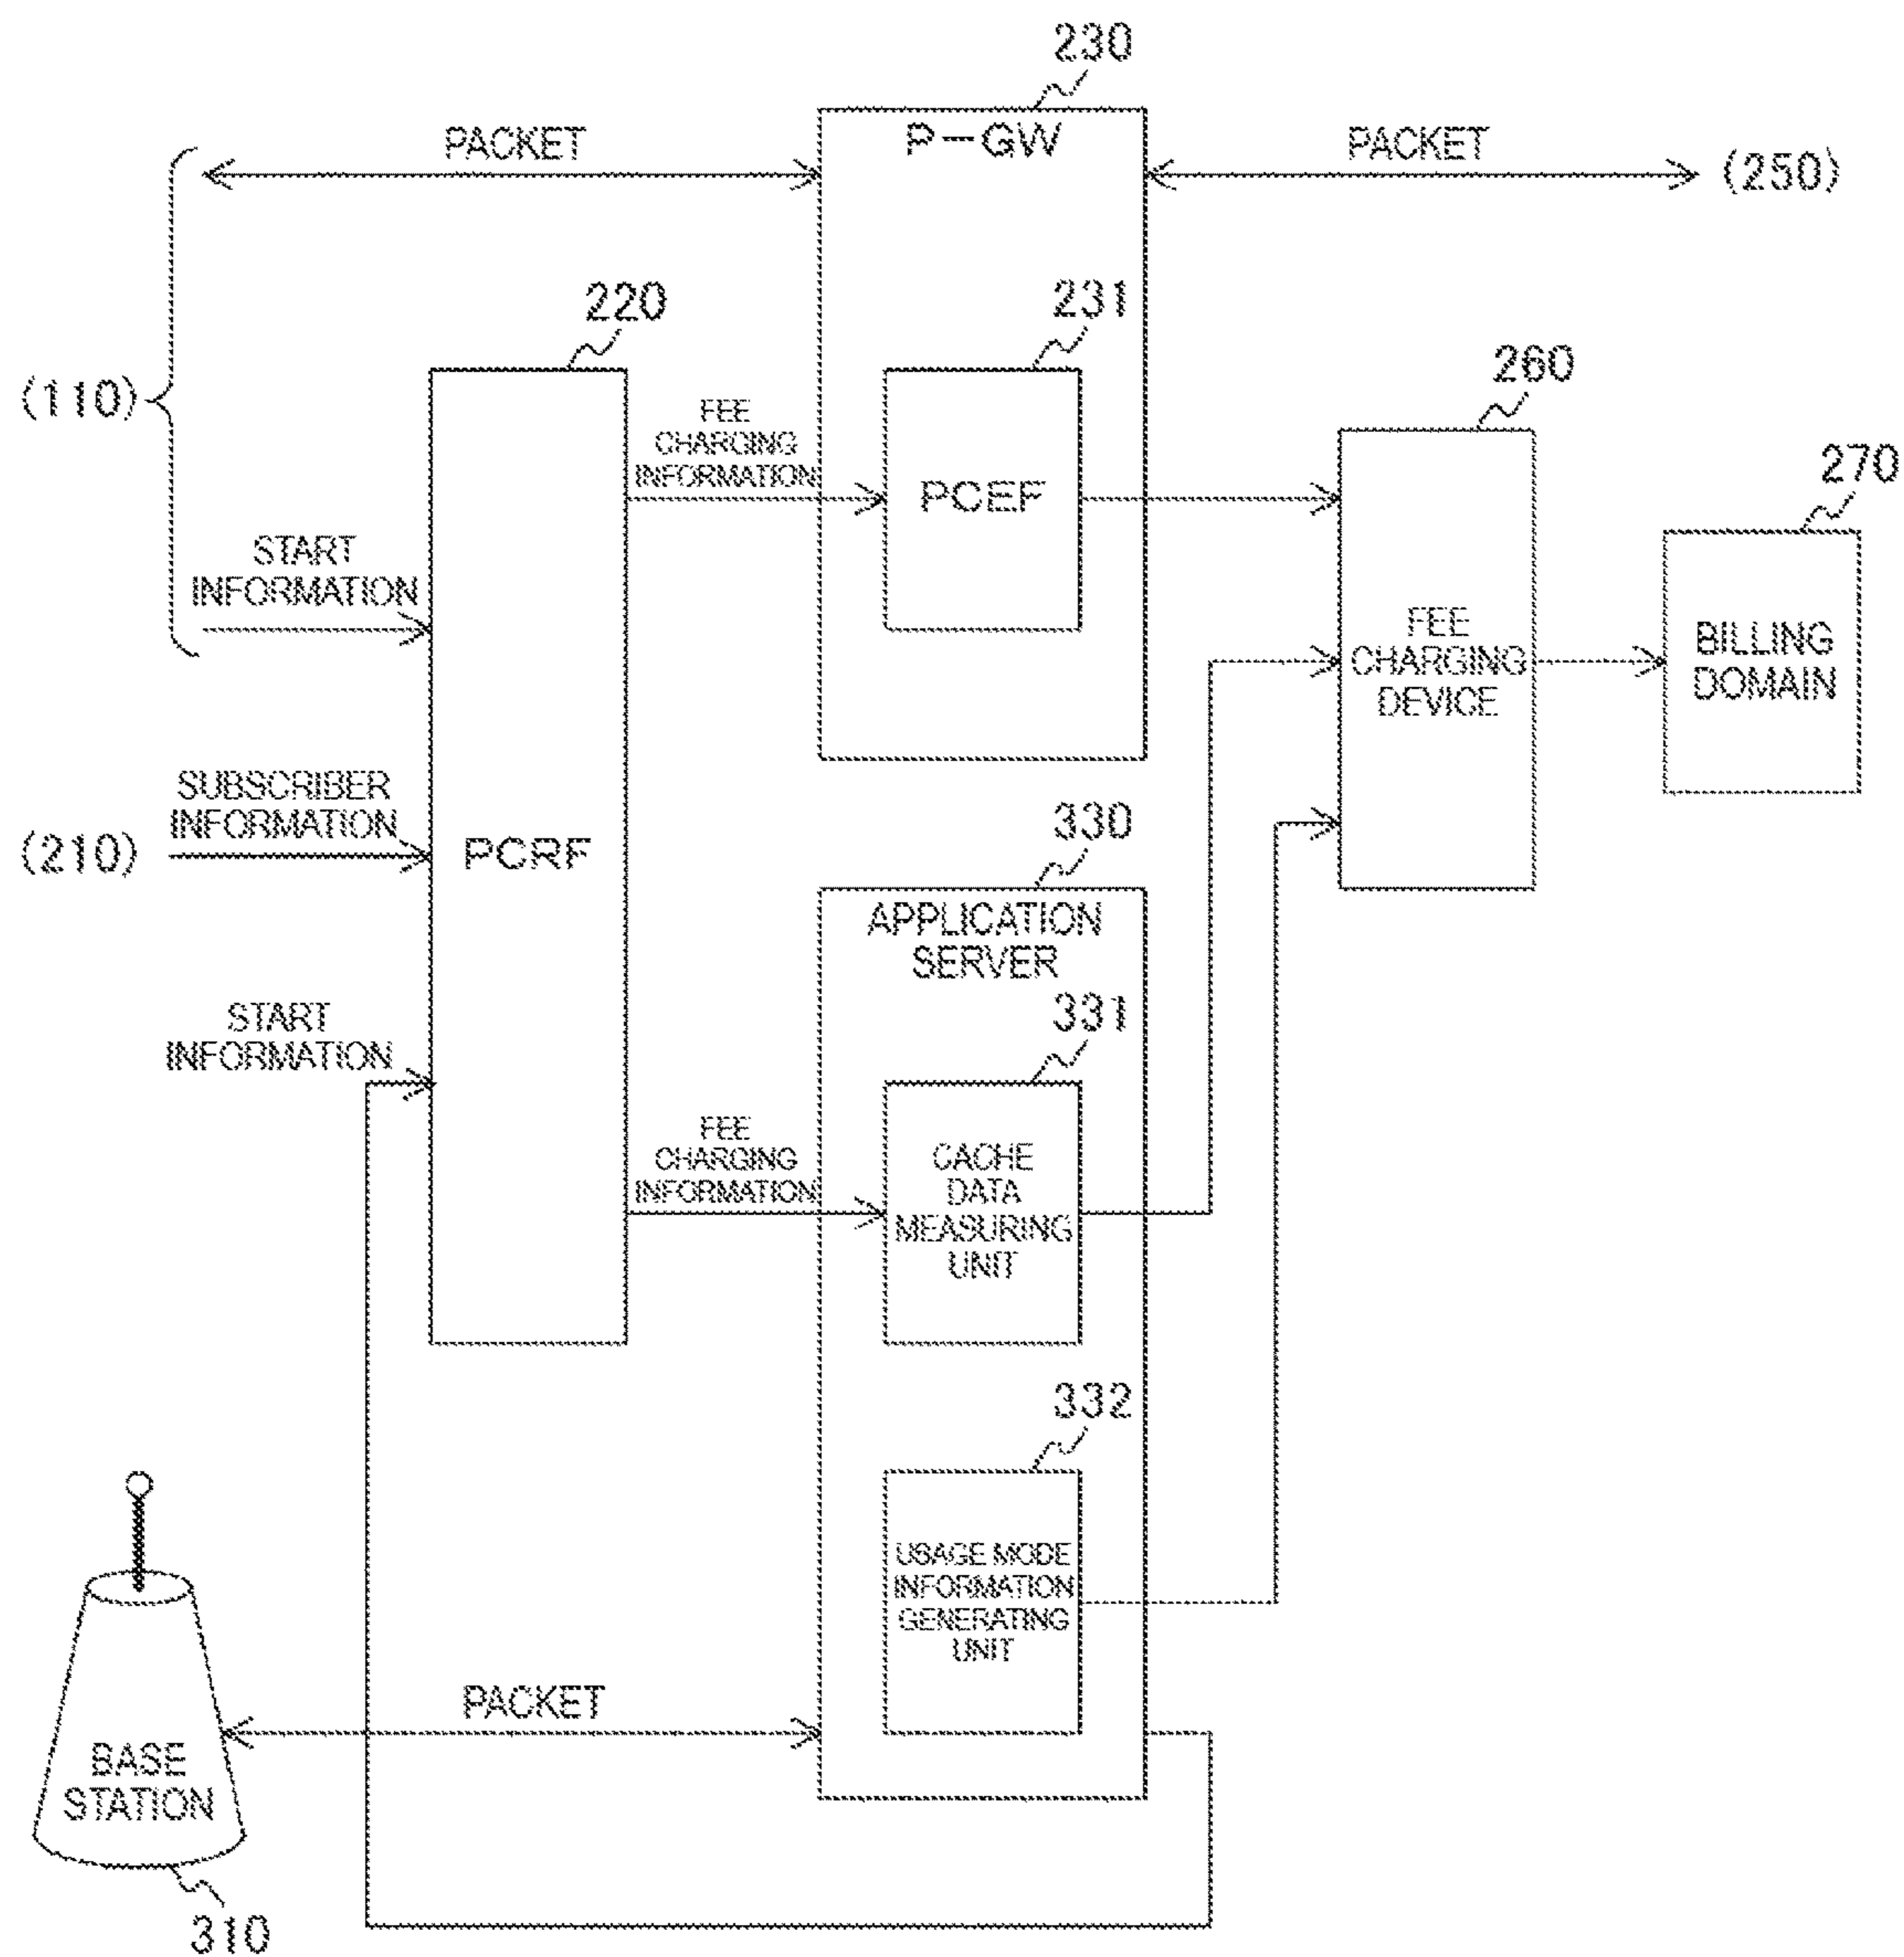 230
P-GW
PACKET
PACKET
(250)
(110)
220
231
260
270
FEE
CHARGING
INFORMATION
PCEF
START
INFORMATION
FEE
CHARGING
DEVICE
BILLING
DOMAIN
SUBSCRIBER
INFORMATION
(210)
PCRF
330
APPLICATION
SERVER
331
START
INFORMATION
FEE
CHARGING
INFORMATION
CACHE
DATA
MEASURING
UNIT
332
USAGE MODE
INFORMATION
GENERATING
UNIT
PACKET
BASE
STATION
310